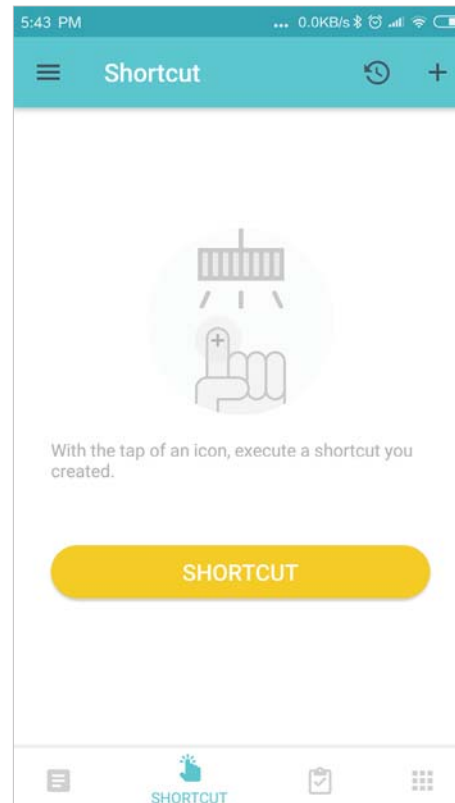 5:43 PM ... 0.0KB/s
Shortcut
With the tap of an icon, execute a shortcut you
created.
SHORTCUT
SHORTCUT